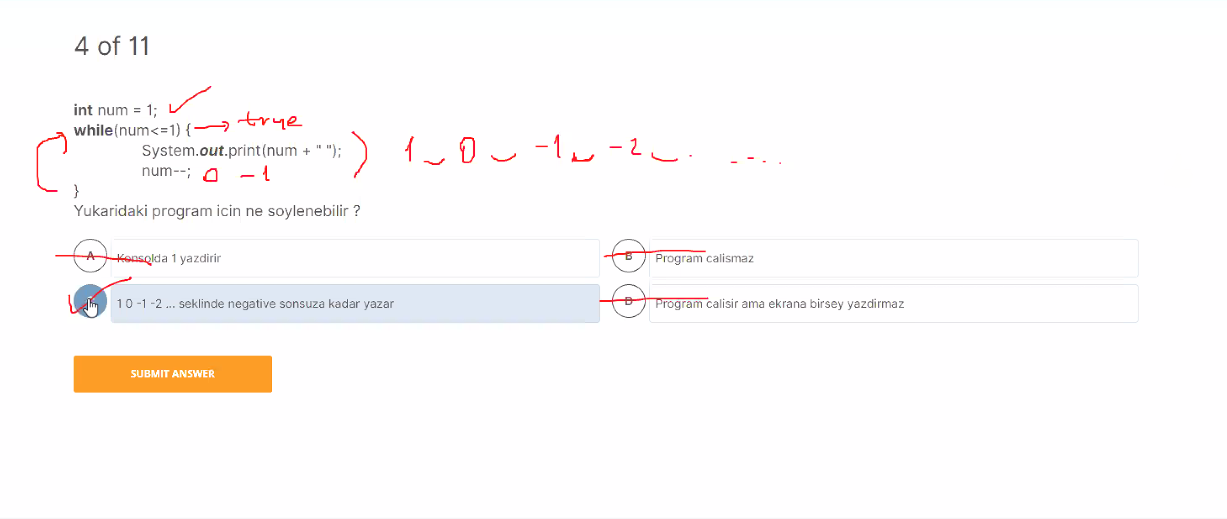 4 of 11
int num = 1;
while(num<=1) { true
System.out.print(num + " "); 1 0 -1 -2 . ....
num--; 0 -1
}
Yukaridaki program icin ne soylenebilir ?
A Konsolda 1 yazdirir
B Program calismaz
1 0 -1 -2 ... seklinde negative sonsuza kadar yazar
D Program calisir ama ekrana birsey yazdirmaz
SUBMIT ANSWER